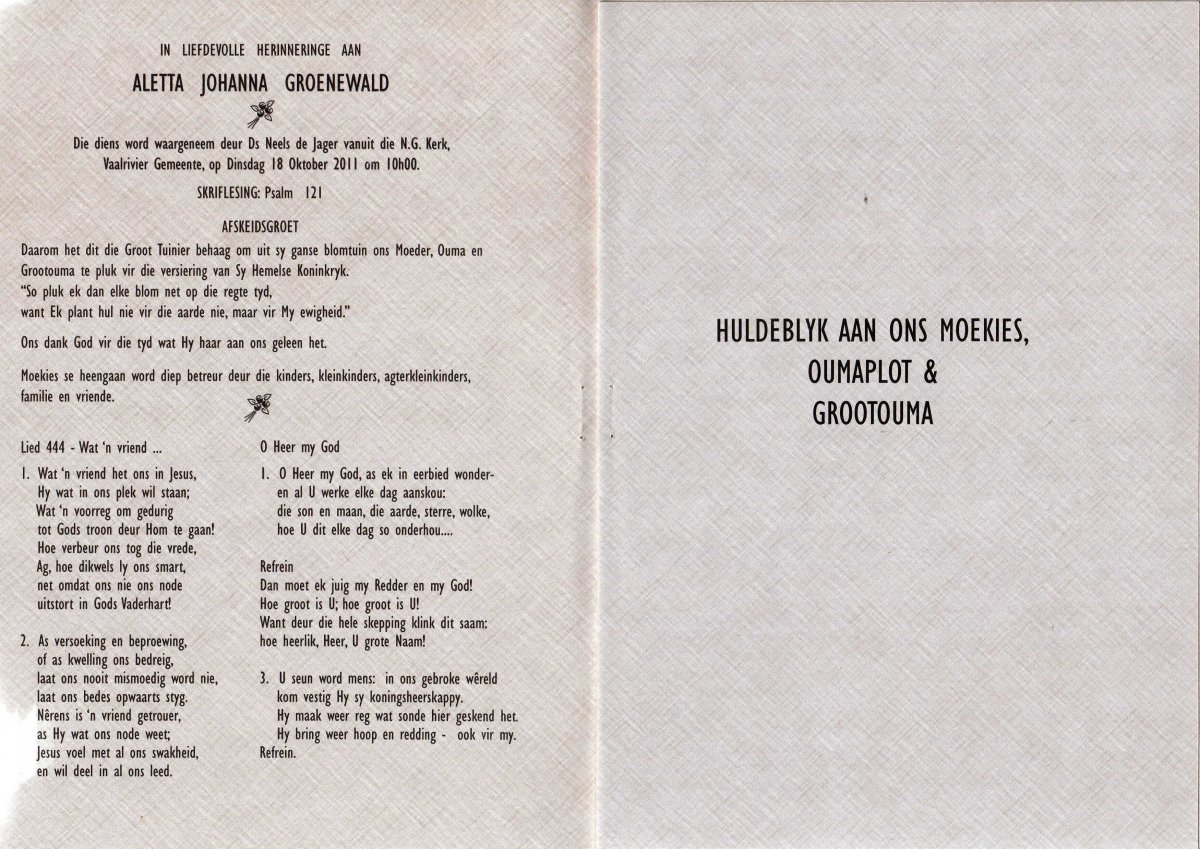 IN LIEFDEVOLLE HERINNERINGE AAN
ALETTA JOHANNA GROENEWALD
Die diens word waargeneem deur Ds Neels de Jager vanuit die N.G. Kerk,
Vaalrivier Gemeente, op Dinsdag 18 Oktober 2011 om 10h00.
SKRIFLESING: Psalm 121
AFSKEIDSGROET
Daarom het dit die Groot Tuinier behaag om uit sy ganse blomtuin ons Moeder, Ouma en
Grootouma te pluk vir die versiering van Sy Hemelse Koninkryk.
“So pluk ek dan elke blom net op die regte tyd,
want Ek plant hul nie vir die aarde nie, maar vir My ewigheid.”
Ons dank God vir die tyd wat Hy haar aan ons geleen het.
Moekies se heengaan word diep betreur deur die kinders, kleinkinders, agterkleinkinders,
familie en vriende.
Lied 444 - Wat ‘n vriend ...
1. Wat ‘n vriend het ons in Jesus,
Hy wat in ons plek wil staan;
Wat ‘n voorreg om gedurig
tot Gods troon deur Hom te gaan!
Hoe verbeur ons tog die vrede,
Ag, hoe dikwels ly ons smart,
net omdat ons nie ons node
uitstort in Gods Vaderhart!
2. As versoeking en beproewing,
of as kwelling ons bedreig,
laat ons nooit mismoedig word nie,
laat ons bedes opwaarts styg.
Nêrens is ‘n vriend getrouer,
as Hy wat ons node weet;
Jesus voel met al ons swakheid,
en wil deel in al ons leed.
O Heer my God
1. O Heer my God, as ek in eerbied wonder-
en al U werke elke dag aanskou:
die son en maan, die aarde, sterre, wolke,
hoe U dit elke dag so onderhou....
Refrein
Dan moet ek juig my Redder en my God!
Hoe groot is U; hoe groot is U!
Want deur die hele skepping klink dit saam:
hoe heerlik, Heer, U grote Naam!
3. U seun word mens: in ons gebroke wêreld
kom vestig Hy sy koningsheerskappy.
Hy maak weer reg wat sonde hier geskend het.
Hy bring weer hoop en redding - ook vir my.
Refrein.
HULDEBLYK AAN ONS MOEKIES,
OUMAPLOT &
GROOTOUMA